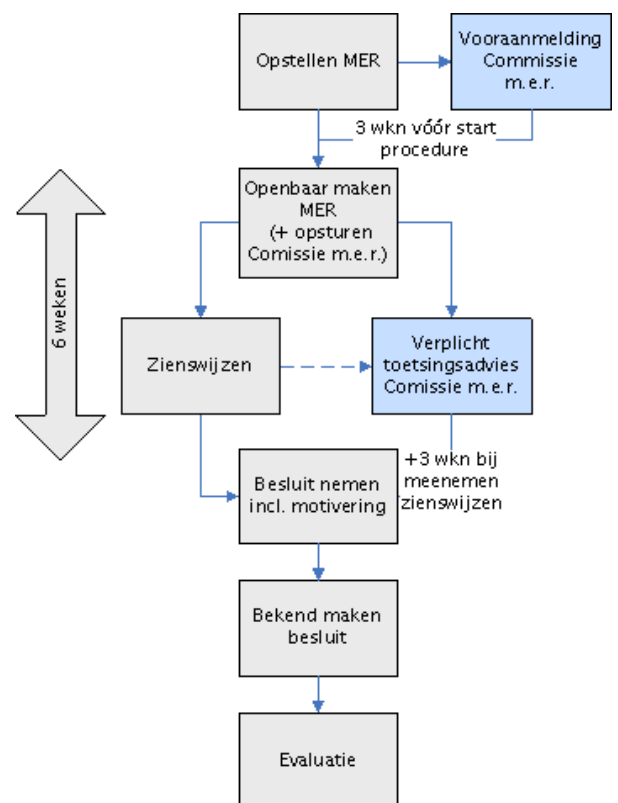 Opstellen MER
Vooraanmelding
Commissie
m.e.r.
3 wkn vóór start
procedure
Openbaar maken
MER
(+ opsturen
Comissie m.e.r.)
6 weken
Zienswijzen
Verplicht
toetsingsadvies
Comissie m.e.r.
+3 wkn bij
meenemen
zienswijzen
Besluit nemen
incl. motivering
Bekend maken
besluit
Evaluatie